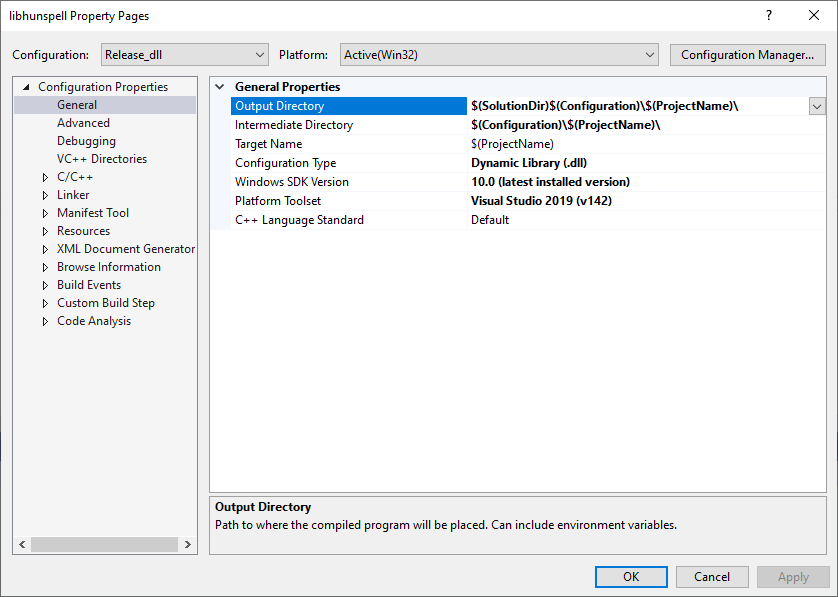 libhunspell Property Pages
?
Configuration: Release_dll Platform: Active(Win32) Configuration Manager...
Configuration Properties
General
Advanced
Debugging
VC++ Directories
C/C++
Linker
Manifest Tool
Resources
XML Document Generator
Browse Information
Build Events
Custom Build Step
Code Analysis
General Properties
Output Directory $(SolutionDir)$(Configuration)\$(ProjectName)\
Intermediate Directory $(Configuration)\$(ProjectName)\
Target Name $(ProjectName)
Configuration Type Dynamic Library (.dll)
Windows SDK Version 10.0 (latest installed version)
Platform Toolset Visual Studio 2019 (v142)
C++ Language Standard Default
Output Directory
Path to where the compiled program will be placed. Can include environment variables.
OK Cancel Apply